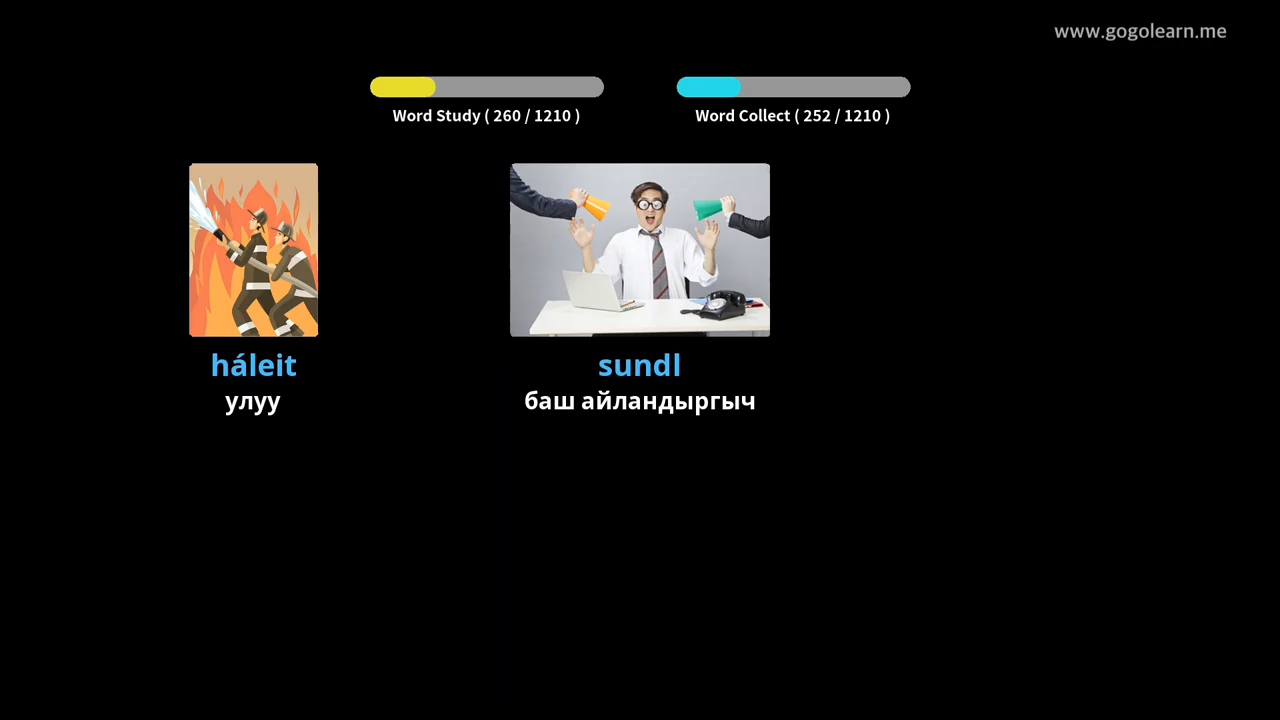 www.gogolearn.me
Word Study ( 260 / 1210 )
Word Collect ( 252 / 1210 )
háleit
улуу
sundl
баш айландыргыч